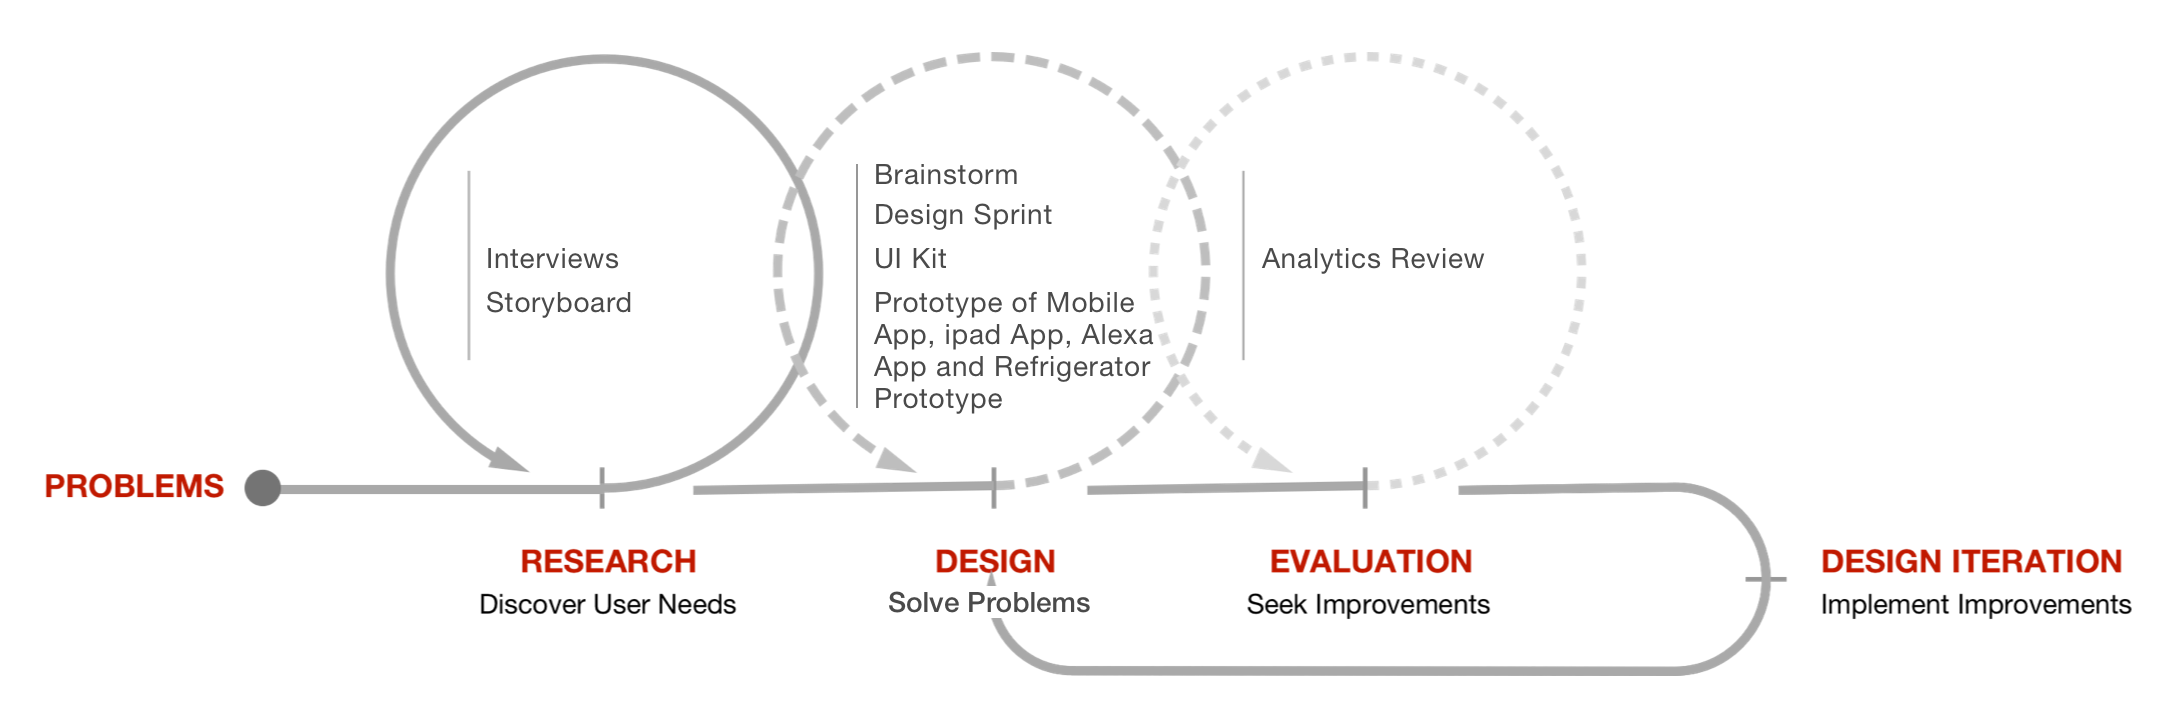 Interviews
Storyboard
Brainstorm
Design Sprint
UI Kit
Prototype of Mobile
App, ipad App, Alexa
App and Refrigerator
Prototype
Analytics Review
PROBLEMS
RESEARCH
Discover User Needs
DESIGN
Solve Problems
EVALUATION
Seek Improvements
DESIGN ITERATION
Implement Improvements